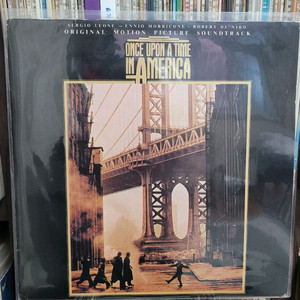 SERGIO LEONE — ENNIO MORRICONE — ROBERT DE NIRO
ORIGINAL MOTION PICTURE SOUNDTRACK
ONCE UPON A TIME
IN AMERICA